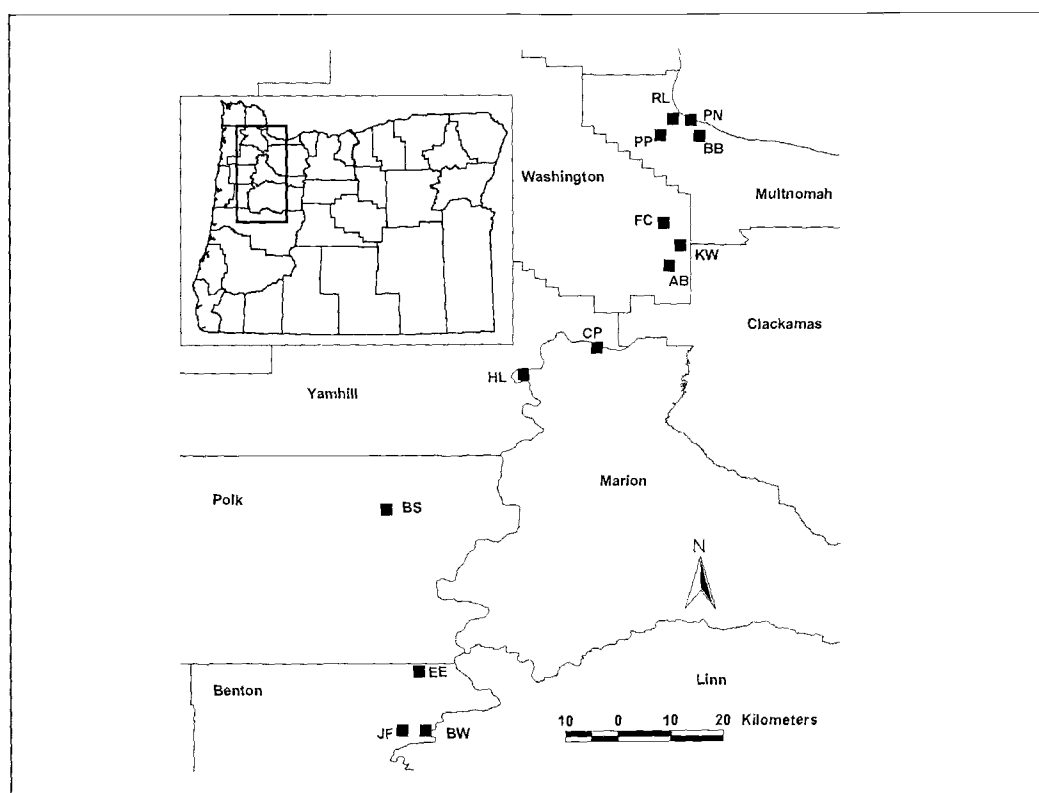 RL
PN
PP
BB
Washington
Multnomah
FC
KW
AB
Clackamas
CP
HL
Yamhill
Marion
Polk
BS
N
EE
Benton
Linn
10 0 10 20 Kilometers
JF
BW